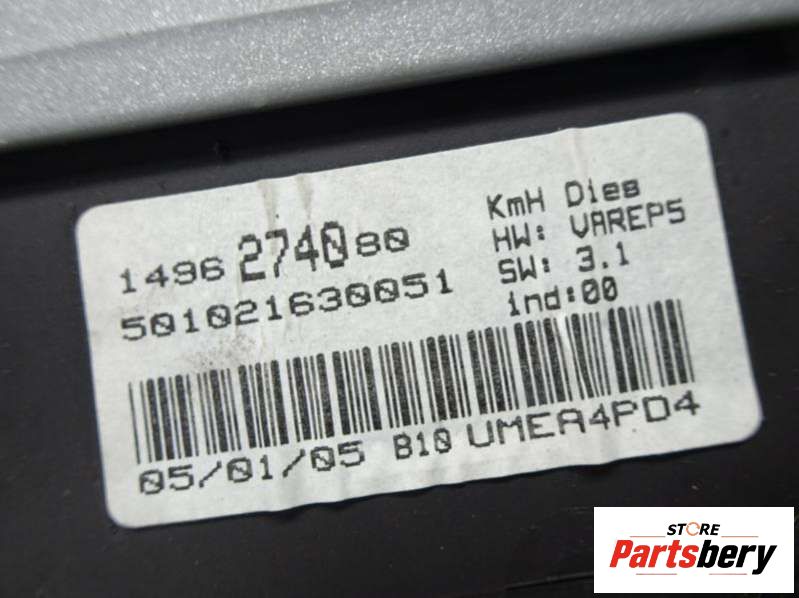 1496 2740 80
501021630051
KmH Dies
HW: VAREP5
SW: 3.1
ind:00
05/01/05 B10 UMEA4PD4
STORE
Partsbery